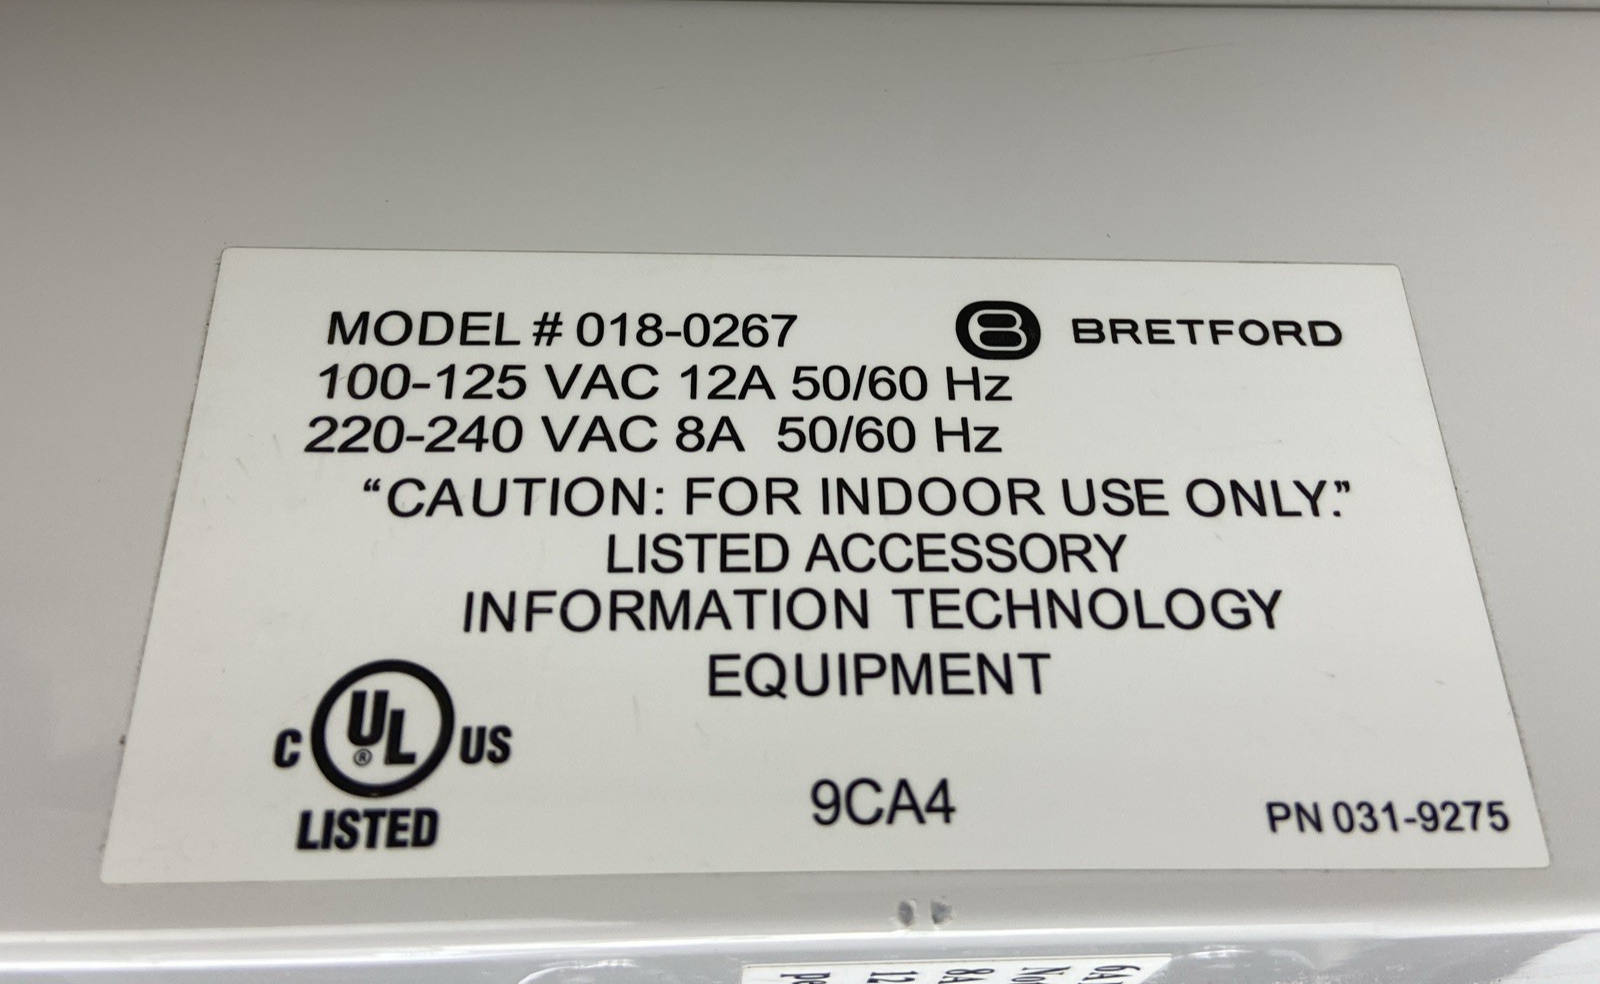 MODEL # 018-0267
BRETFORD
100-125 VAC 12A 50/60 Hz
220-240 VAC 8A 50/60 Hz
“CAUTION: FOR INDOOR USE ONLY.”
LISTED ACCESSORY
INFORMATION TECHNOLOGY
EQUIPMENT
C UL® US
LISTED
9CA4
PN 031-9275